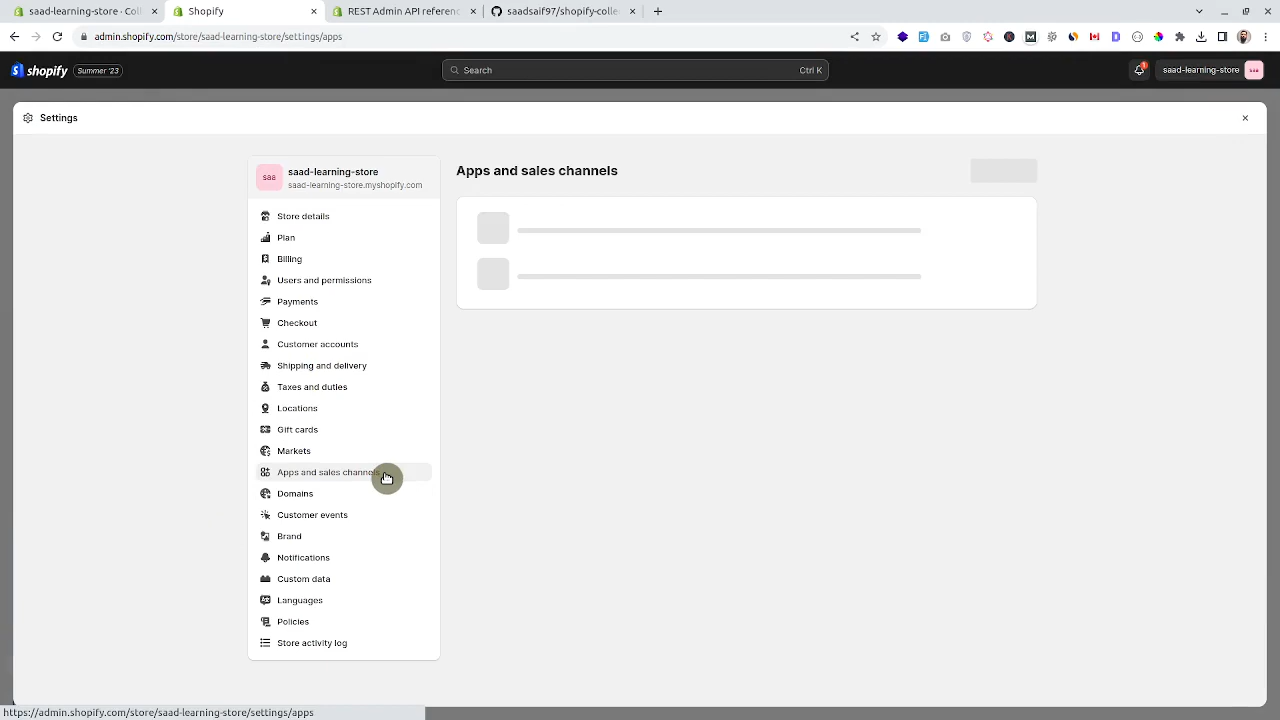 saad-learning-store · Coll
Shopify
REST Admin API referenc
saadsaif97/shopify-collec
admin.shopify.com/store/saad-learning-store/settings/apps
shopify
Summer '23
Search
Ctrl K
saad-learning-store
saa
Settings
saa
saad-learning-store
saad-learning-store.myshopify.com
Apps and sales channels
Store details
Plan
Billing
Users and permissions
Payments
Checkout
Customer accounts
Shipping and delivery
Taxes and duties
Locations
Gift cards
Markets
Apps and sales channels
Domains
Customer events
Brand
Notifications
Custom data
Languages
Policies
Store activity log
https://admin.shopify.com/store/saad-learning-store/settings/apps